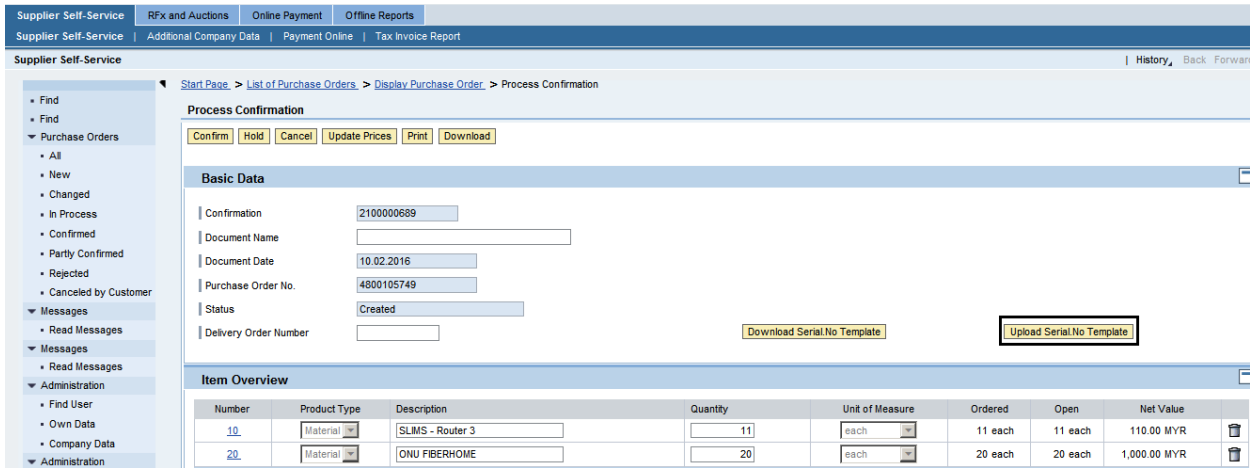 Supplier Self-Service RFx and Auctions Online Payment Offline Reports
Supplier Self-Service | Additional Company Data | Payment Online | Tax Invoice Report
Supplier Self-Service | History Back Forward
Start Page > List of Purchase Orders > Display Purchase Order > Process Confirmation
Find
Process Confirmation
Find
Purchase Orders
Confirm Hold Cancel Update Prices Print Download
All
New
Basic Data
Changed
In Process
Confirmation 2100000689
Confirmed
Document Name
Partly Confirmed
Document Date 10.02.2016
Rejected
Purchase Order No. 4800105749
Canceled by Customer
Messages
Status Created
Read Messages
Delivery Order Number Download Serial.No Template Upload Serial.No Template
Messages
Read Messages
Administration
Item Overview
Find User
Number Product Type Description Quantity Unit of Measure Ordered Open Net Value
Own Data
10 Material SLIMS - Router 3 11 each 11 each 11 each 110.00 MYR
Company Data
20 Material ONU FIBERHOME 20 each 20 each 20 each 1,000.00 MYR
Administration